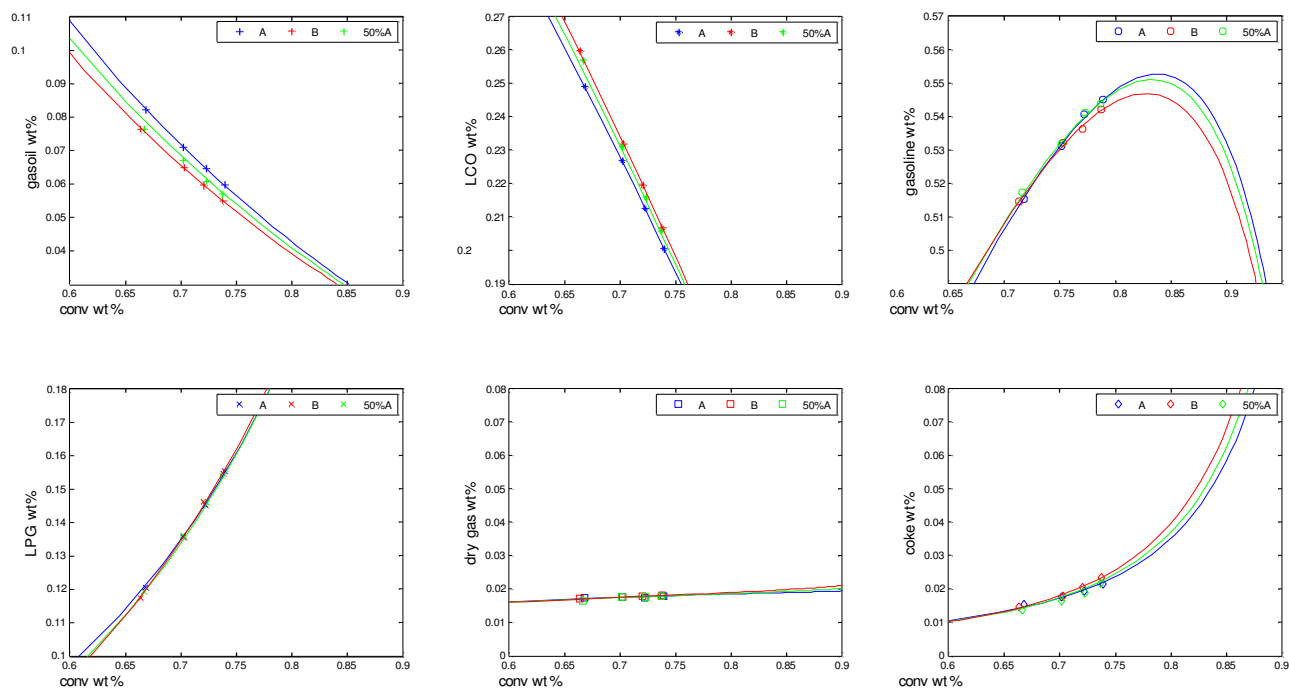 0.11
0.1
0.09
0.08
0.07
0.06
0.05
0.04
gasoil wt%
A B 50%A
0.6 0.65 0.7 0.75 0.8 0.85 0.9
conv wt%
0.27
0.26
0.25
0.24
0.23
0.22
0.21
0.2
0.19
LCO wt%
A B 50%A
0.6 0.65 0.7 0.75 0.8 0.85 0.9
conv wt%
0.57
0.56
0.55
0.54
0.53
0.52
0.51
0.5
gasoline wt%
A B 50%A
0.6 0.65 0.7 0.75 0.8 0.85 0.9
conv wt%
0.18
0.17
0.16
0.15
0.14
0.13
0.12
0.11
0.1
LPG wt%
A B 50%A
0.6 0.65 0.7 0.75 0.8 0.85 0.9
conv wt%
0.08
0.07
0.06
0.05
0.04
0.03
0.02
0.01
0
dry gas wt%
A B 50%A
0.6 0.65 0.7 0.75 0.8 0.85 0.9
conv wt%
0.08
0.07
0.06
0.05
0.04
0.03
0.02
0.01
0
coke wt%
A B 50%A
0.6 0.65 0.7 0.75 0.8 0.85 0.9
conv wt%